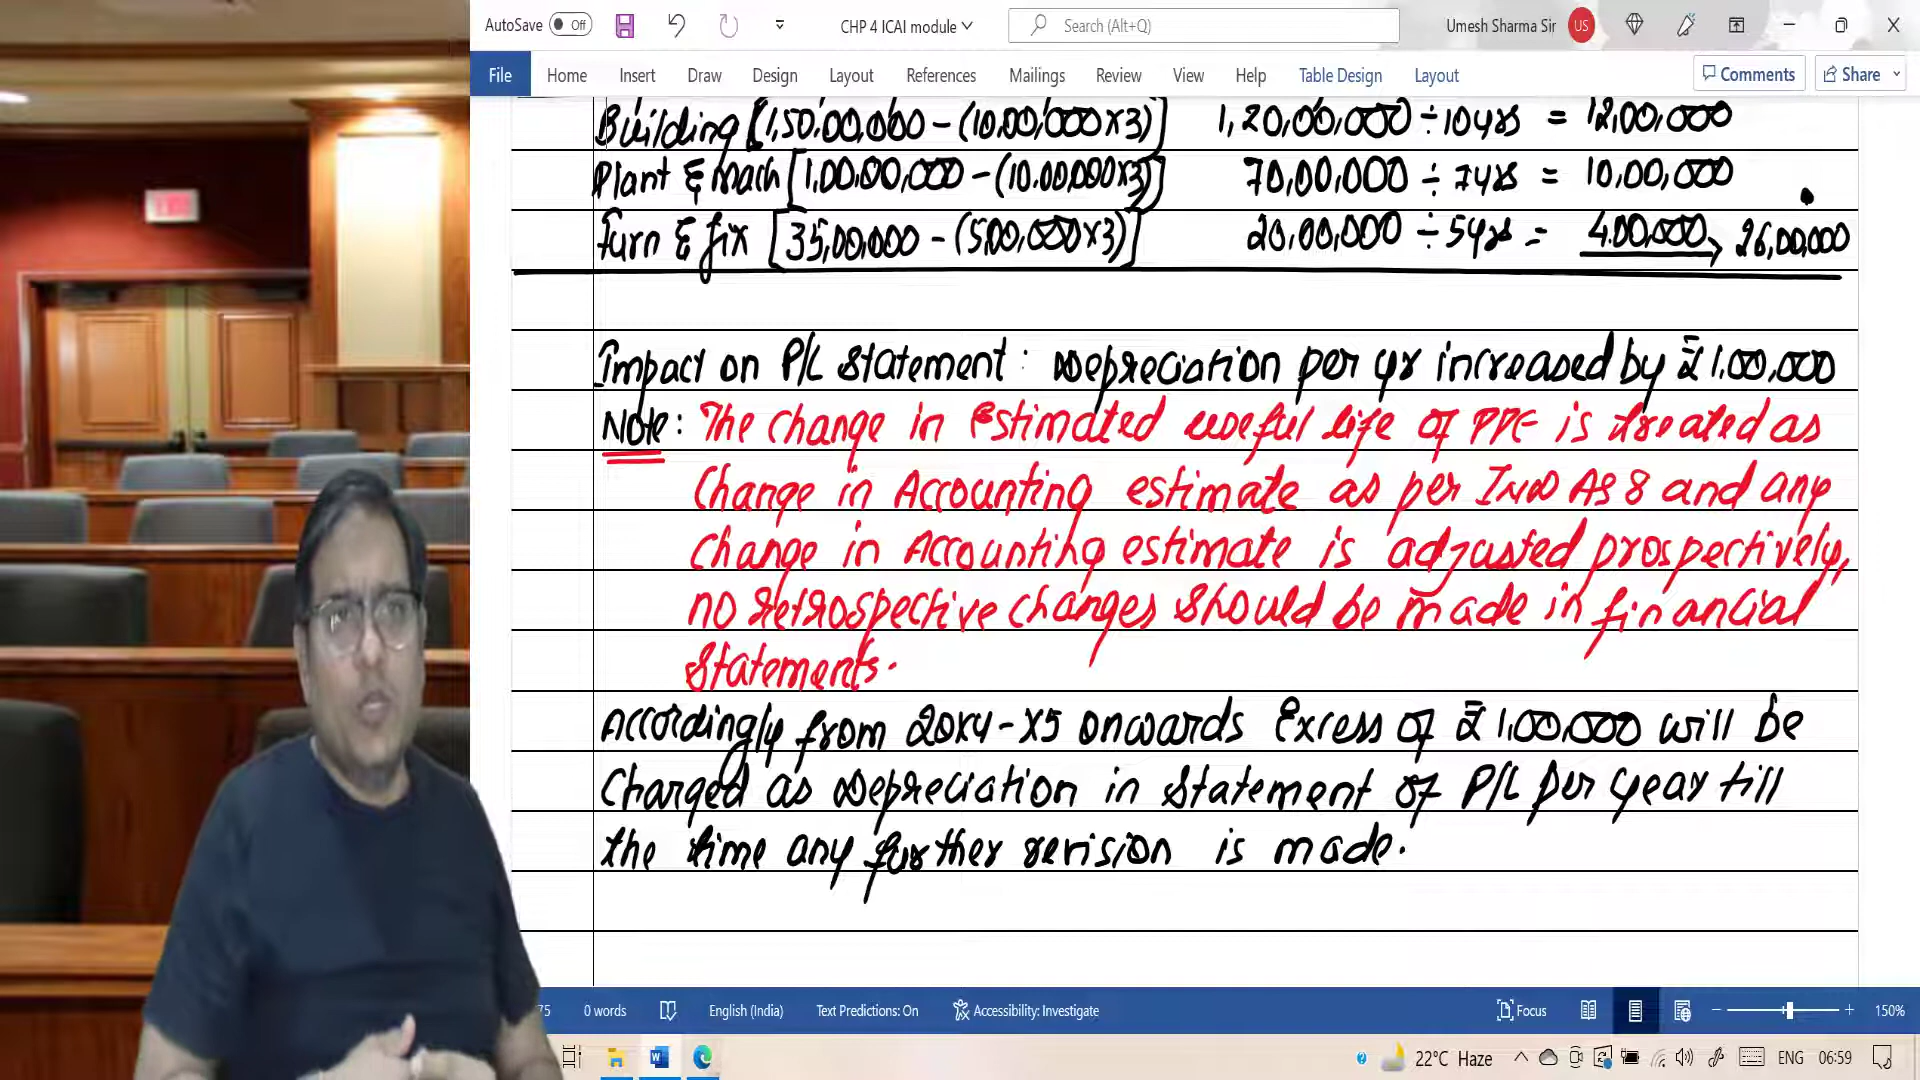 AutoSave Off CHP 4 ICAI module Search (Alt+Q) Umesh Sharma Sir US
File Home Insert Draw Design Layout References Mailings Review View Help Table Design Layout Comments Share
Building [1,50,00,000 - (10,00,000×3)] 1,20,00,000 ÷ 10yrs = 12,00,000
Plant & Mach [1,00,00,000 - (10,00,000×3)] 70,00,000 ÷ 7yrs = 10,00,000
Furn & fix [35,00,000 - (5,00,000×3)] 20,00,000 ÷ 5yrs = 4,00,000, 26,00,000
Impact on P/L Statement: Depreciation per yr increased by ₹ 1,00,000
Note: The change in Estimated useful life of PPE is treated as
Change in Accounting estimate as per IND AS 8 and any
change in Accounting estimate is adjusted prospectively,
no retrospective changes should be made in financial
Statements.
Accordingly from 20X4-X5 onwards Excess of ₹ 1,00,000 will be
Charged as Depreciation in Statement of P/L per year till
the time any further revision is made.
75 0 words English (India) Text Predictions: On Accessibility: Investigate Focus 150%
22°C Haze ENG 06:59